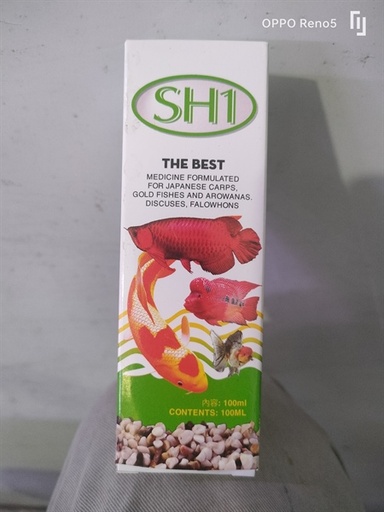 OPPO Reno5
SH1
THE BEST
MEDICINE FORMULATED
FOR JAPANESE CARPS,
GOLD FISHES AND AROWANAS.
DISCUSES, FALOWHONS
內容: 100ml
CONTENTS: 100ML